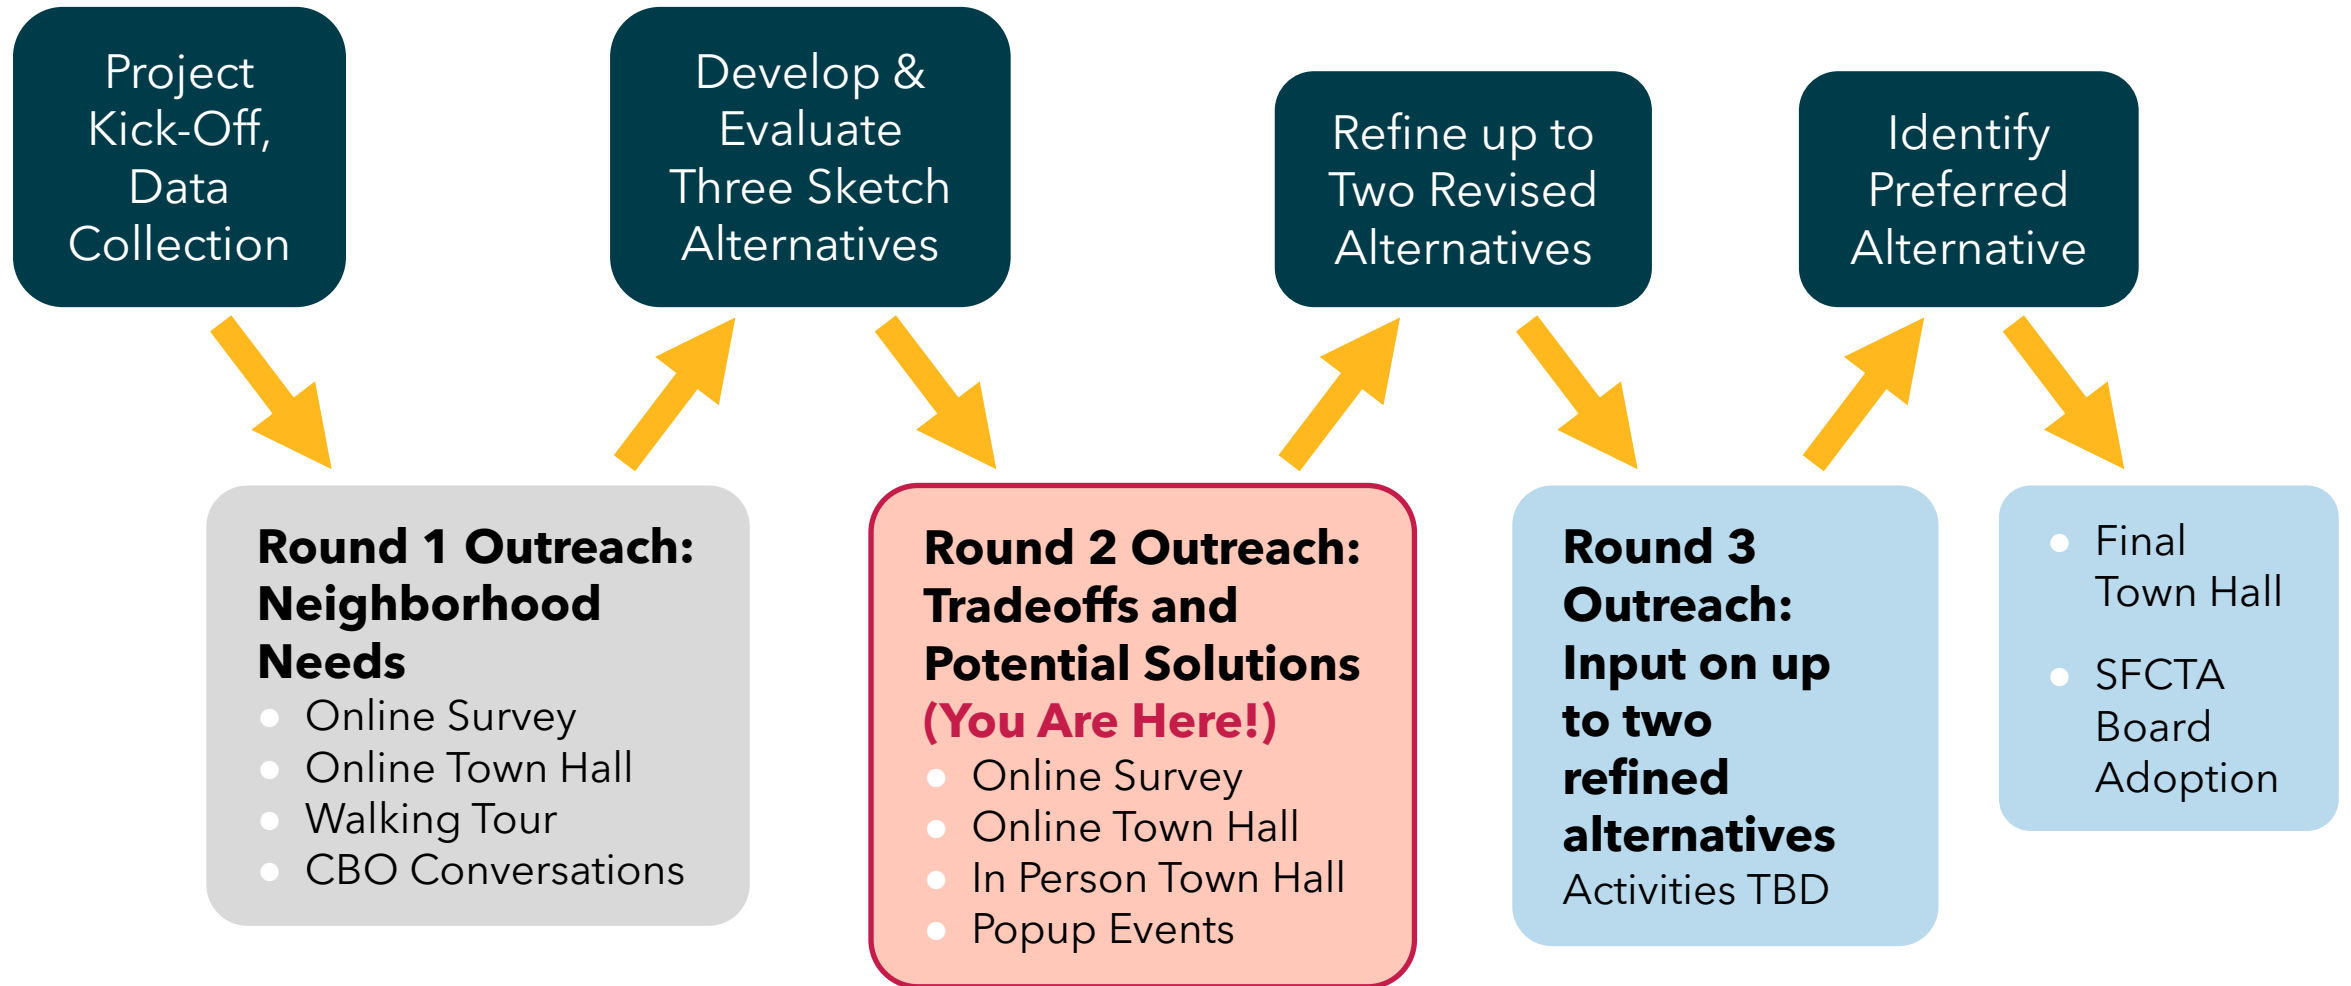 Project
Kick-Off,
Data
Collection
Develop &
Evaluate
Three Sketch
Alternatives
Refine up to
Two Revised
Alternatives
Identify
Preferred
Alternative
Round 1 Outreach:
Neighborhood
Needs
Online Survey
Online Town Hall
Walking Tour
CBO Conversations
Round 2 Outreach:
Tradeoffs and
Potential Solutions
(You Are Here!)
Online Survey
Online Town Hall
In Person Town Hall
Popup Events
Round 3
Outreach:
Input on up
to two
refined
alternatives
Activities TBD
Final
Town Hall
SFCTA
Board
Adoption